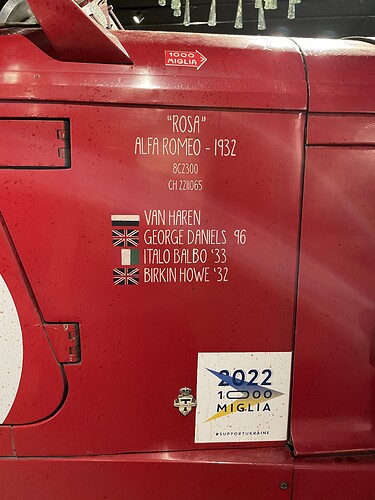 1000
MIGLIA
"ROSA"
ALFA ROMEO - 1932
8C2300
CH 2211065
VAN HAREN
GEORGE DANIELS 96
ITALO BALBO '33
BIRKIN HOWE '32
2022
1000
MIGLIA
#SUPPORTUKRAINE